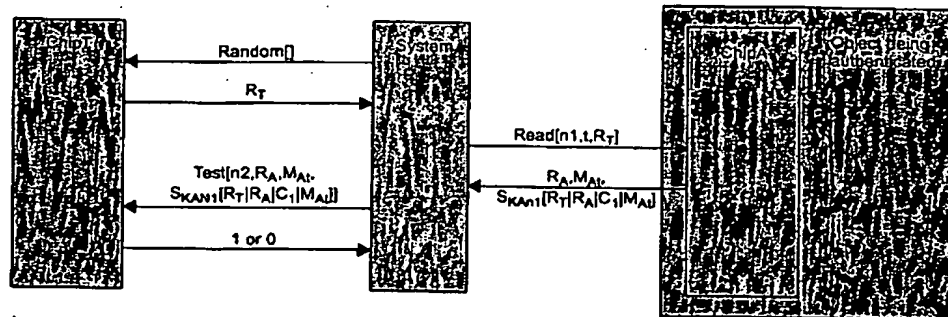 ChipT
System
ChipA
Object being
authenticated
Random[]
R_T
Read[n1,t,R_T]
Test[n2,R_A,M_At,
S_KAN1[R_T|R_A|C_1|M_At]]
R_A,M_At,
S_KAn1[R_T|R_A|C_1|M_At]
1 or 0